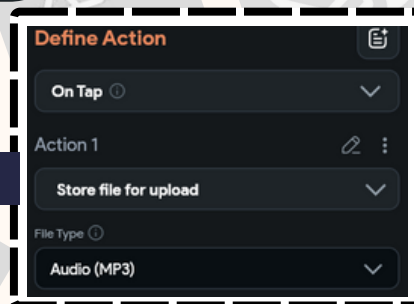 Define Action
On Tap
Action 1
Store file for upload
File Type
Audio (MP3)